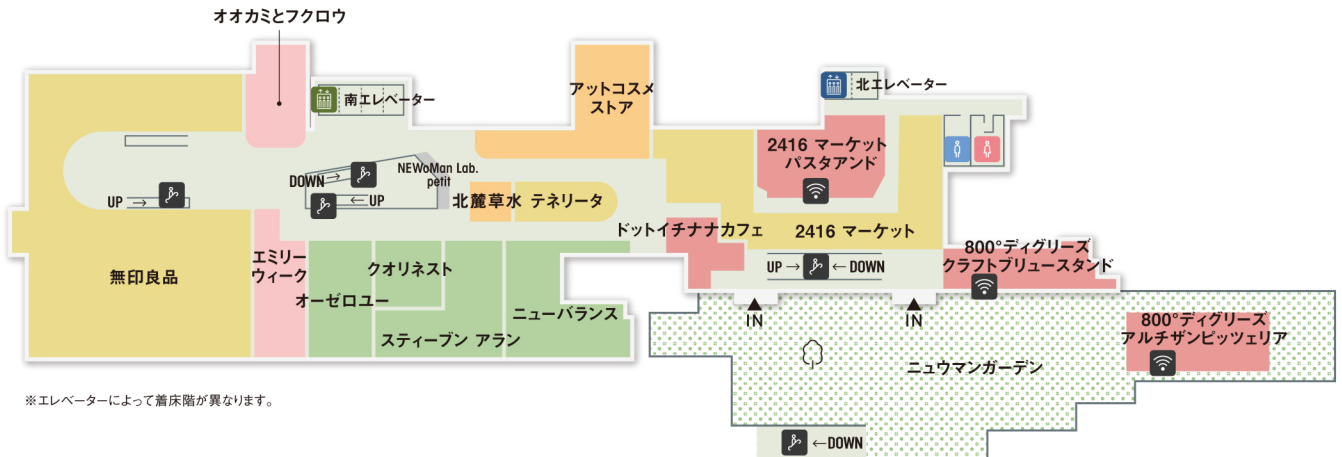 オオカミとフクロウ
南エレベーター
アットコスメ
ストア
北エレベーター
2416 マーケット
パスタアンド
NEWoMan Lab.
petit
DOWN →
← UP
UP →
北麓草水
テネリータ
ドットイチナナカフェ
2416 マーケット
UP →
← DOWN
800°ディグリーズ
クラフトブリュースタンド
無印良品
エミリー
ウィーク
クオリネスト
オーゼロユー
ニューバランス
スティーブン アラン
IN
IN
800°ディグリーズ
アルチザンピッツェリア
ニュウマンガーデン
※エレベーターによって着床階が異なります。
← DOWN